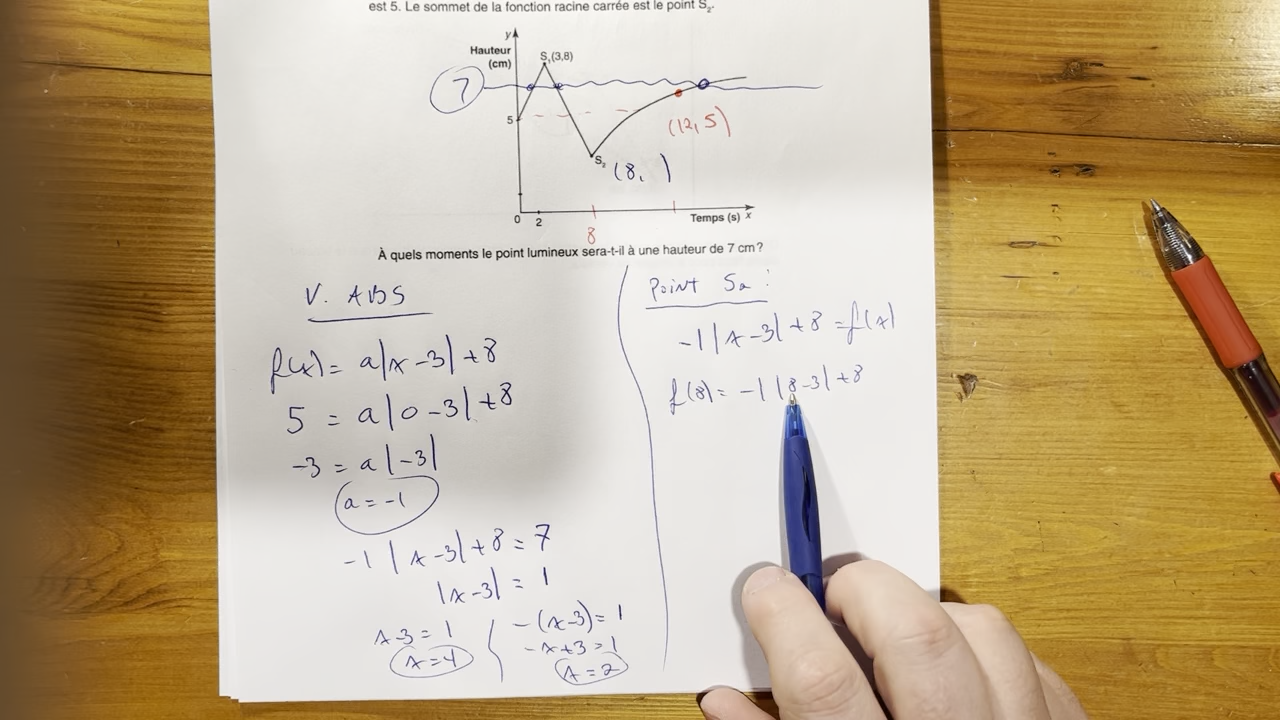 est 5. Le sommet de la fonction racine carrée est le point S₂.
y
Hauteur
(cm)
S₁(3,8)
7
5
(12, 5)
S₂
(8, )
0
2
8
Temps (s) x
À quels moments le point lumineux sera-t-il à une hauteur de 7 cm?
V. ABS
f(x) = a|x-3| + 8
5 = a|0-3| + 8
-3 = a|-3|
a = -1
-1 |x-3| + 8 = 7
|x-3| = 1
x-3 = 1
x = 4
-(x-3) = 1
-x+3 = 1
x = 2
Point S₂ :
-1|x-3| + 8 = f(x)
f(8) = -1|8-3| + 8